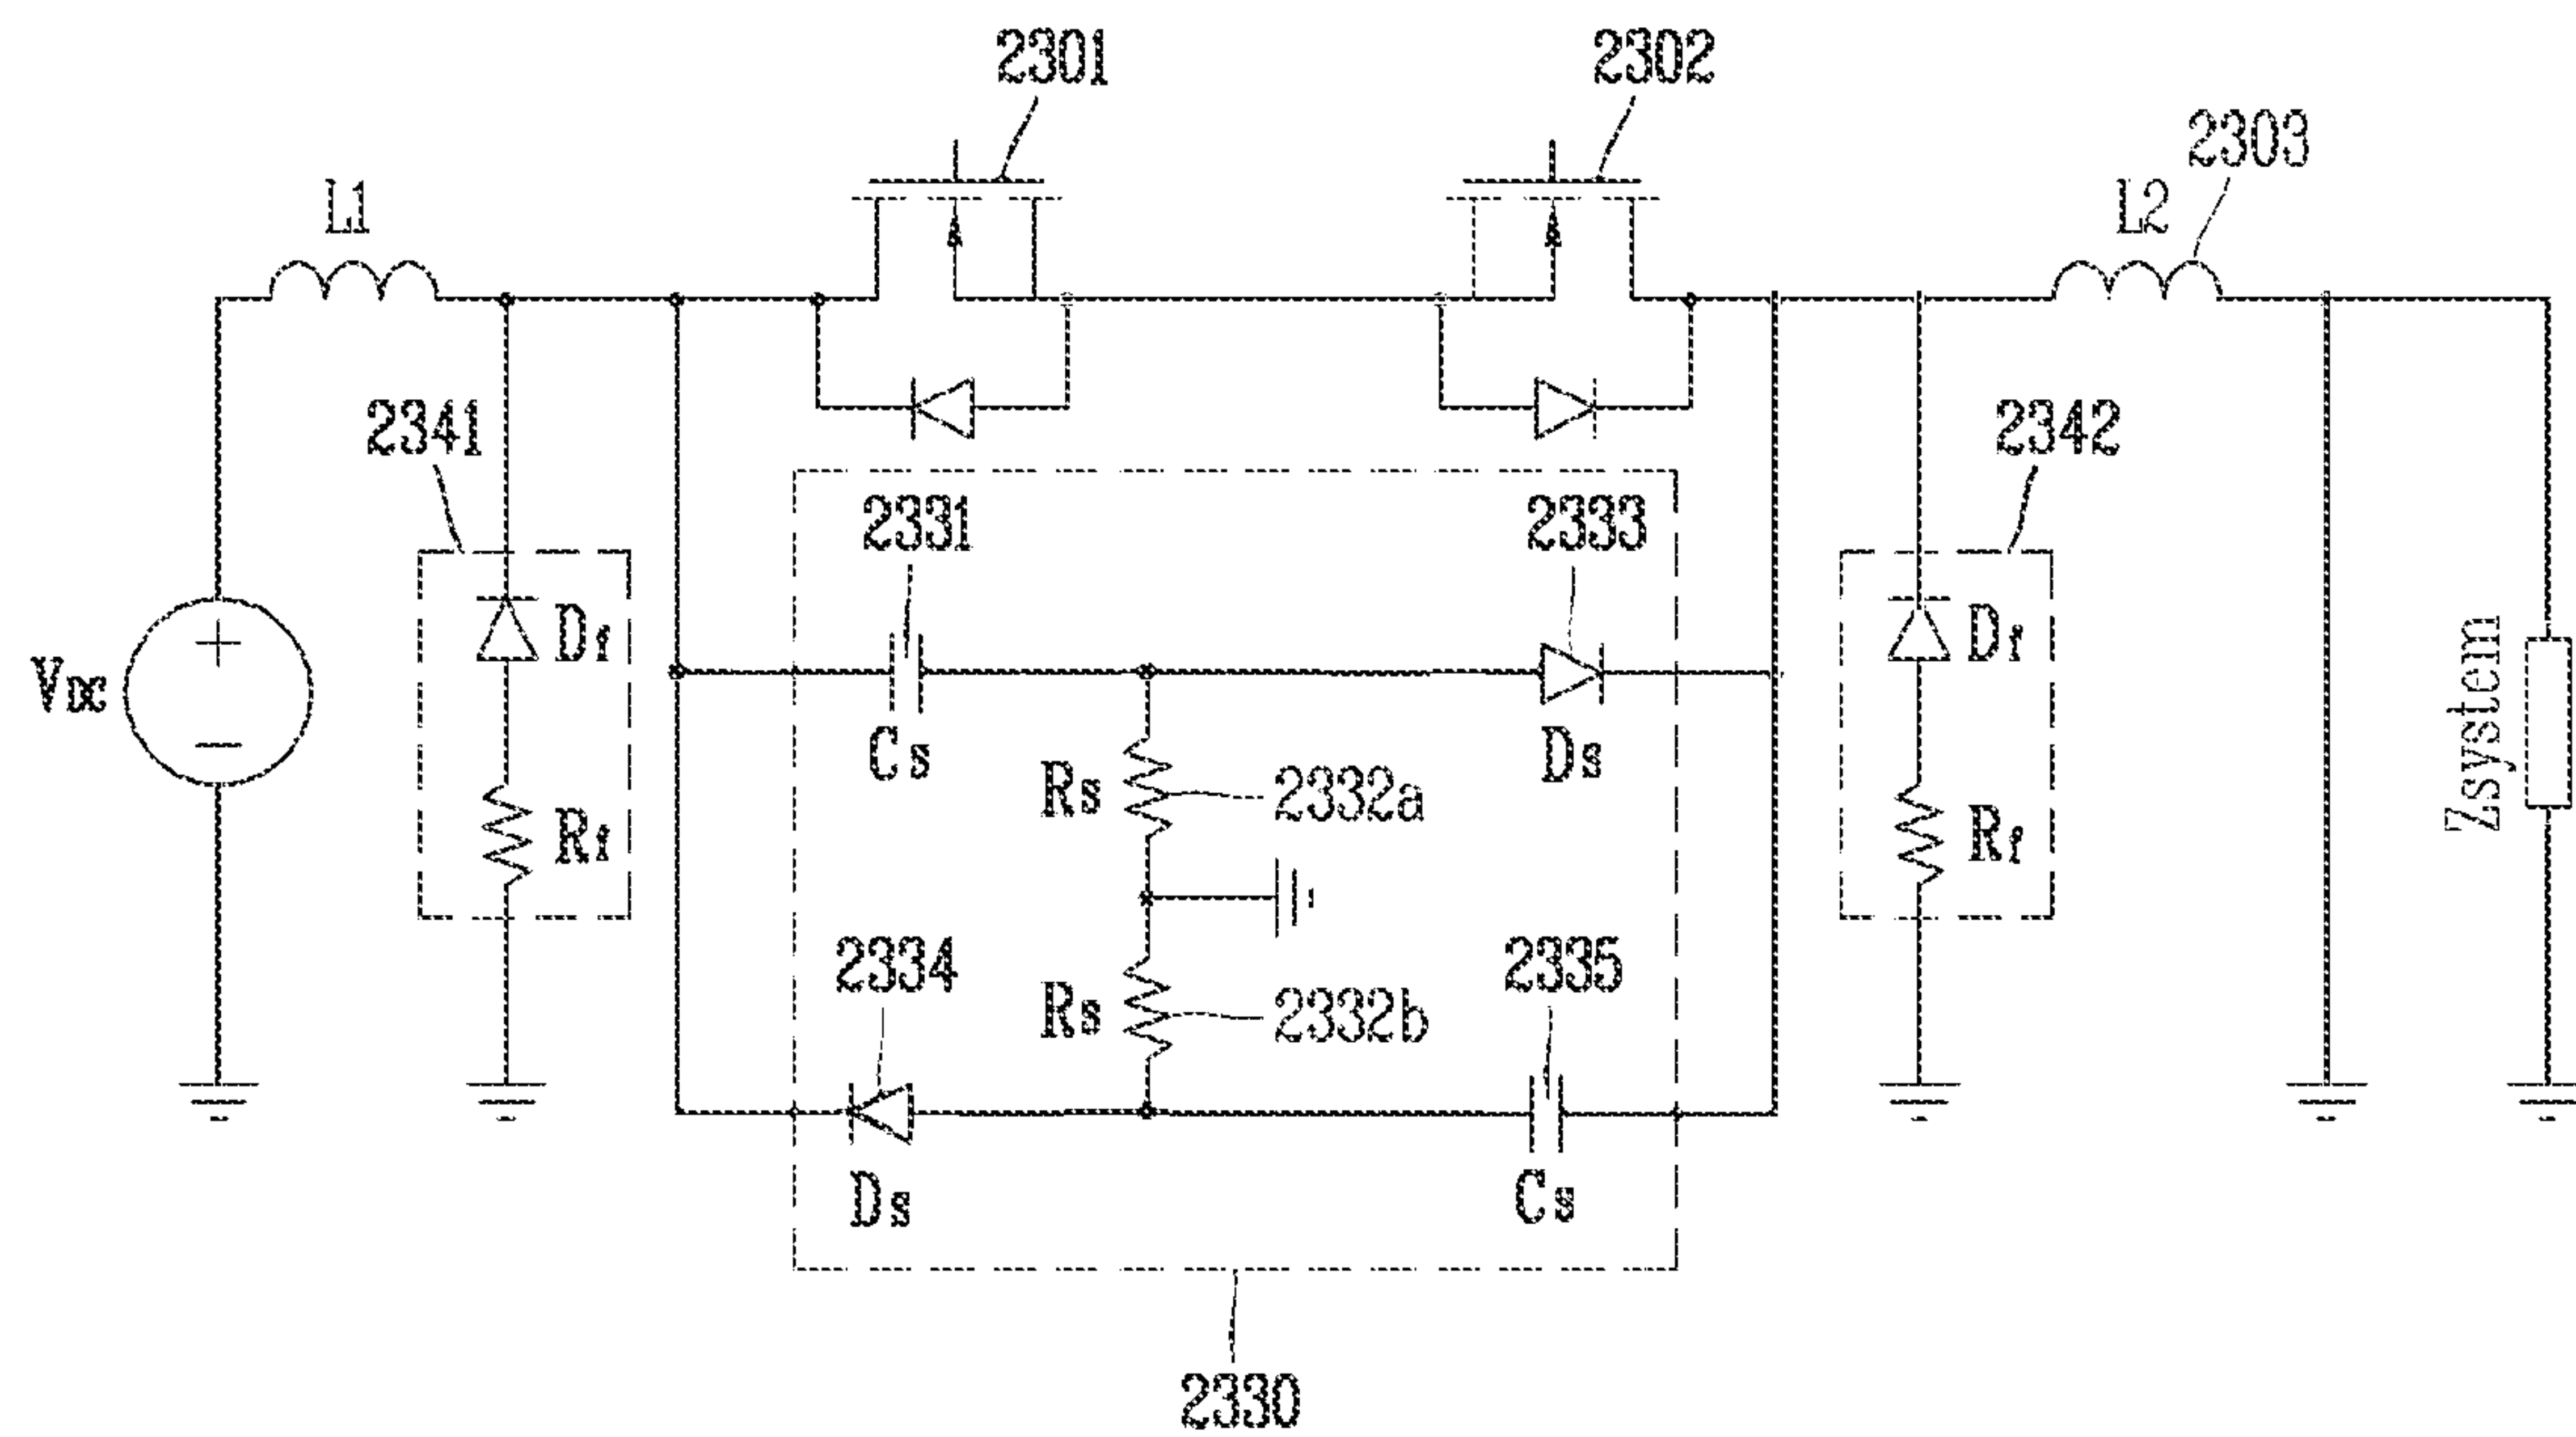 2301
2302
2303
L1
L2
2341
2342
2331
2333
Df
Df
VDC
+
−
Cs
Ds
Rs
2332a
Rf
Rf
Zsystem
2334
2335
Rs
2332b
Ds
Cs
2330